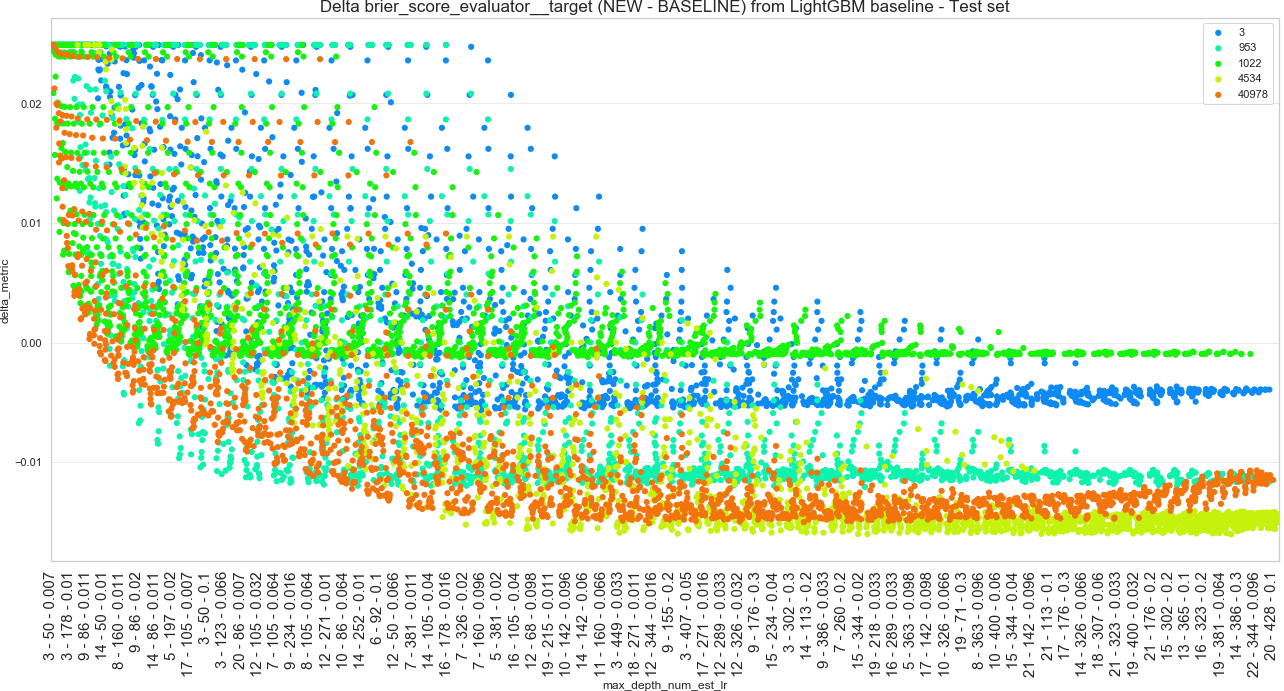 Delta brier_score_evaluator__target (NEW - BASELINE) from LightGBM baseline - Test set
3
953
1022
4534
40978
delta_metric
0.02
0.01
0.00
−0.01
3 - 50 - 0.007
3 - 178 - 0.01
9 - 86 - 0.011
14 - 50 - 0.01
8 - 160 - 0.011
9 - 86 - 0.02
14 - 86 - 0.011
5 - 197 - 0.02
17 - 105 - 0.007
3 - 50 - 0.1
3 - 123 - 0.066
20 - 86 - 0.007
12 - 105 - 0.032
7 - 105 - 0.064
9 - 234 - 0.016
8 - 105 - 0.064
12 - 271 - 0.01
10 - 86 - 0.064
14 - 252 - 0.01
6 - 92 - 0.1
12 - 50 - 0.066
7 - 381 - 0.011
14 - 105 - 0.04
16 - 178 - 0.016
7 - 326 - 0.02
7 - 160 - 0.096
5 - 381 - 0.02
16 - 105 - 0.04
12 - 68 - 0.098
19 - 215 - 0.011
10 - 142 - 0.096
14 - 142 - 0.06
11 - 160 - 0.066
3 - 449 - 0.033
18 - 271 - 0.011
12 - 344 - 0.016
9 - 155 - 0.2
3 - 407 - 0.05
17 - 271 - 0.016
12 - 289 - 0.033
12 - 326 - 0.032
9 - 176 - 0.3
15 - 234 - 0.04
3 - 302 - 0.3
14 - 113 - 0.2
9 - 386 - 0.033
7 - 260 - 0.2
15 - 344 - 0.02
19 - 218 - 0.033
16 - 289 - 0.033
5 - 363 - 0.098
17 - 142 - 0.098
10 - 326 - 0.066
19 - 71 - 0.3
8 - 363 - 0.096
10 - 400 - 0.06
15 - 344 - 0.04
21 - 142 - 0.096
21 - 113 - 0.1
17 - 176 - 0.3
14 - 326 - 0.066
18 - 307 - 0.06
21 - 323 - 0.033
19 - 400 - 0.032
21 - 176 - 0.2
15 - 302 - 0.2
13 - 365 - 0.1
16 - 323 - 0.2
19 - 381 - 0.064
14 - 386 - 0.3
22 - 344 - 0.096
20 - 428 - 0.1
max_depth_num_est_lr